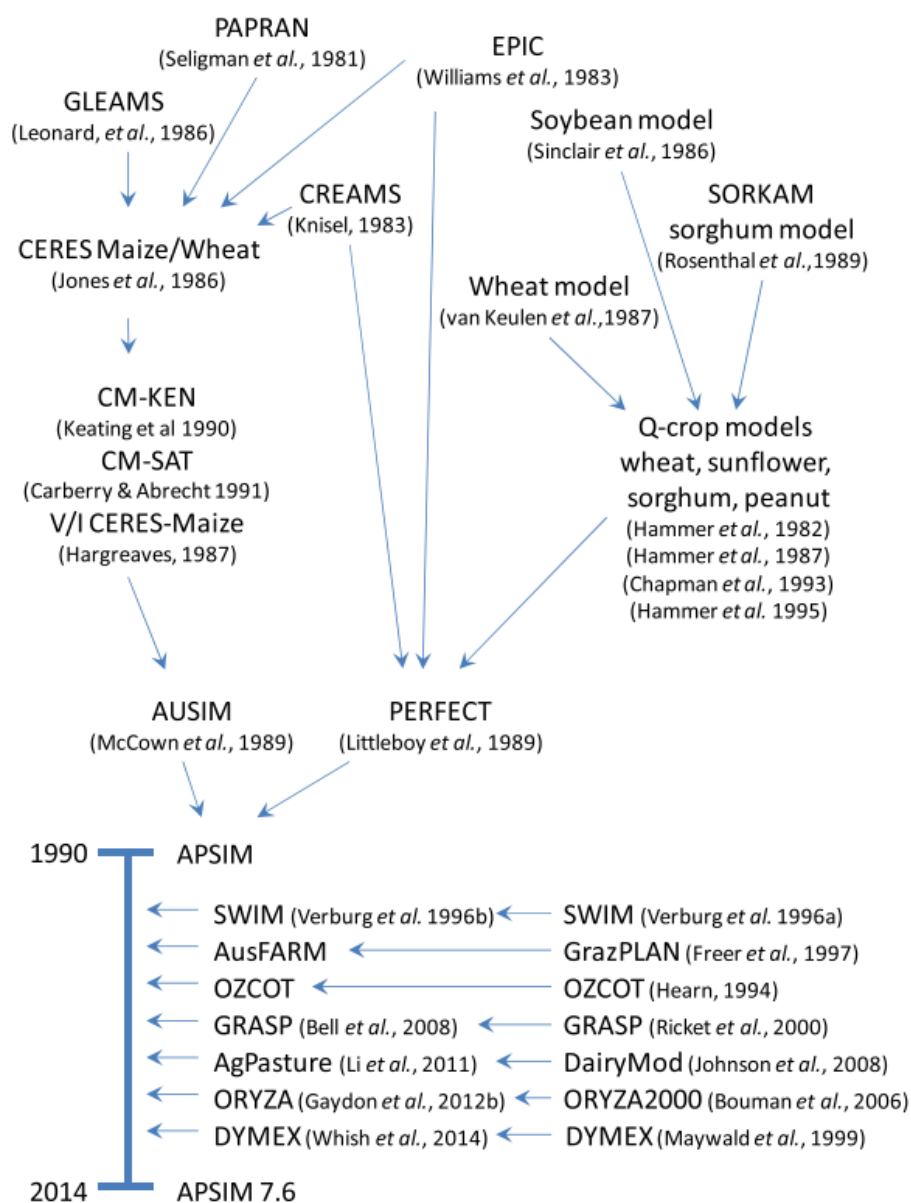 PAPRAN
(Seligman et al., 1981)
EPIC
(Williams et al., 1983)
GLEAMS
(Leonard, et al., 1986)
Soybean model
(Sinclair et al., 1986)
CREAMS
(Knisel, 1983)
SORKAM
sorghum model
(Rosenthal et al.,1989)
CERES Maize/Wheat
(Jones et al., 1986)
Wheat model
(van Keulen et al.,1987)
CM-KEN
(Keating et al 1990)
CM-SAT
(Carberry & Abrecht 1991)
V/I CERES-Maize
(Hargreaves, 1987)
Q-crop models
wheat, sunflower,
sorghum, peanut
(Hammer et al., 1982)
(Hammer et al., 1987)
(Chapman et al., 1993)
(Hammer et al. 1995)
AUSIM
(McCown et al., 1989)
PERFECT
(Littleboy et al., 1989)
1990 APSIM
SWIM (Verburg et al. 1996b) SWIM (Verburg et al. 1996a)
AusFARM GrazPLAN (Freer et al., 1997)
OZCOT OZCOT (Hearn, 1994)
GRASP (Bell et al., 2008) GRASP (Ricket et al., 2000)
AgPasture (Li et al., 2011) DairyMod (Johnson et al., 2008)
ORYZA (Gaydon et al., 2012b) ORYZA2000 (Bouman et al., 2006)
DYMEX (Whish et al., 2014) DYMEX (Maywald et al., 1999)
2014 APSIM 7.6